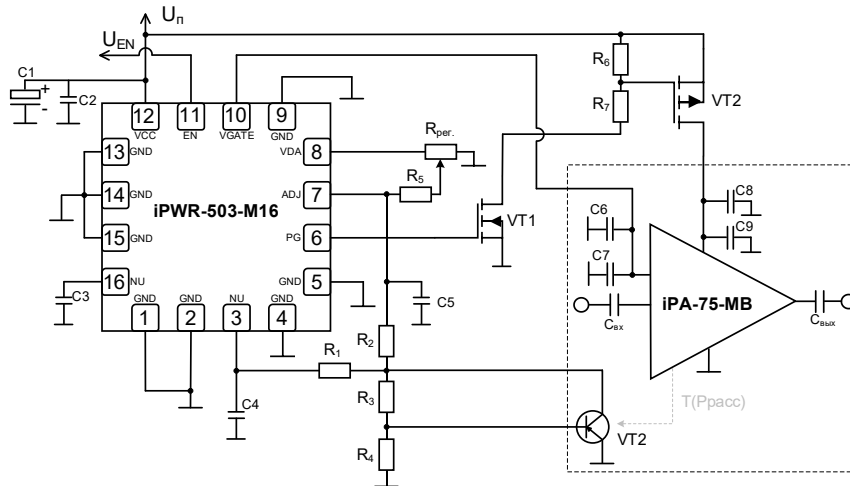 Uп
UEN
C1
+
-
C2
12
VCC
11
EN
10
VGATE
9
GND
R6
R7
VT2
13
GND
14
GND
15
GND
16
NU
iPWR-503-M16
VDA
8
ADJ
7
PG
6
GND
5
Rрег.
R5
VT1
C8
C9
C6
C7
iPA-75-MB
Cвх
Cвых
C3
GND
1
2
NU
3
GND
4
C5
R2
R1
C4
R3
R4
T(Pрасс)
VT2